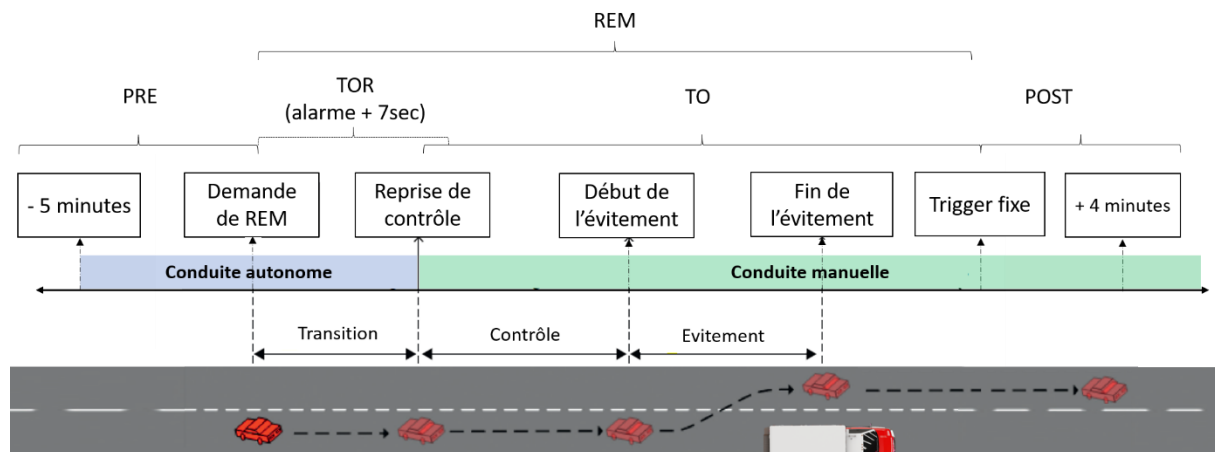 REM
PRE
TOR
(alarme + 7sec)
TO
POST
- 5 minutes
Demande
de REM
Reprise de
contrôle
Début de
l'évitement
Fin de
l'évitement
Trigger fixe
+ 4 minutes
Conduite autonome
Conduite manuelle
Transition
Contrôle
Evitement